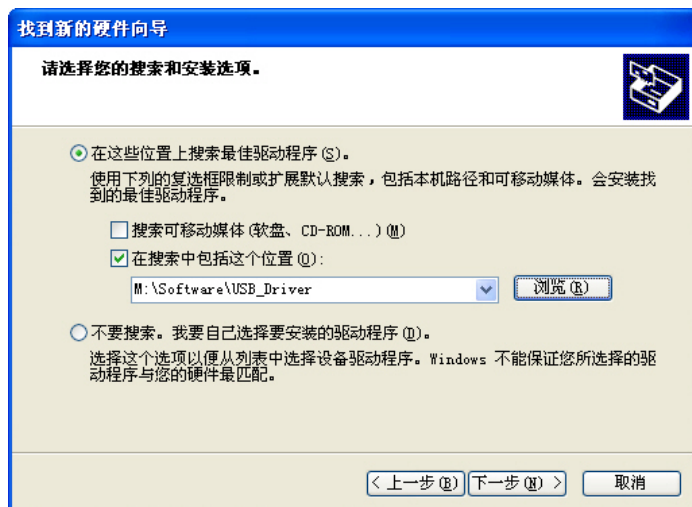 找到新的硬件向导
请选择您的搜索和安装选项。
在这些位置上搜索最佳驱动程序(S)。
使用下列的复选框限制或扩展默认搜索，包括本机路径和可移动媒体。会安装找
到的最佳驱动程序。
搜索可移动媒体(软盘、CD-ROM...)(M)
在搜索中包括这个位置(O):
M:\Software\USB_Driver
浏览(R)
不要搜索。我要自己选择要安装的驱动程序(D)。
选择这个选项以便从列表中选择设备驱动程序。Windows 不能保证您所选择的驱
动程序与您的硬件最匹配。
< 上一步(B) 下一步(N) > 取消